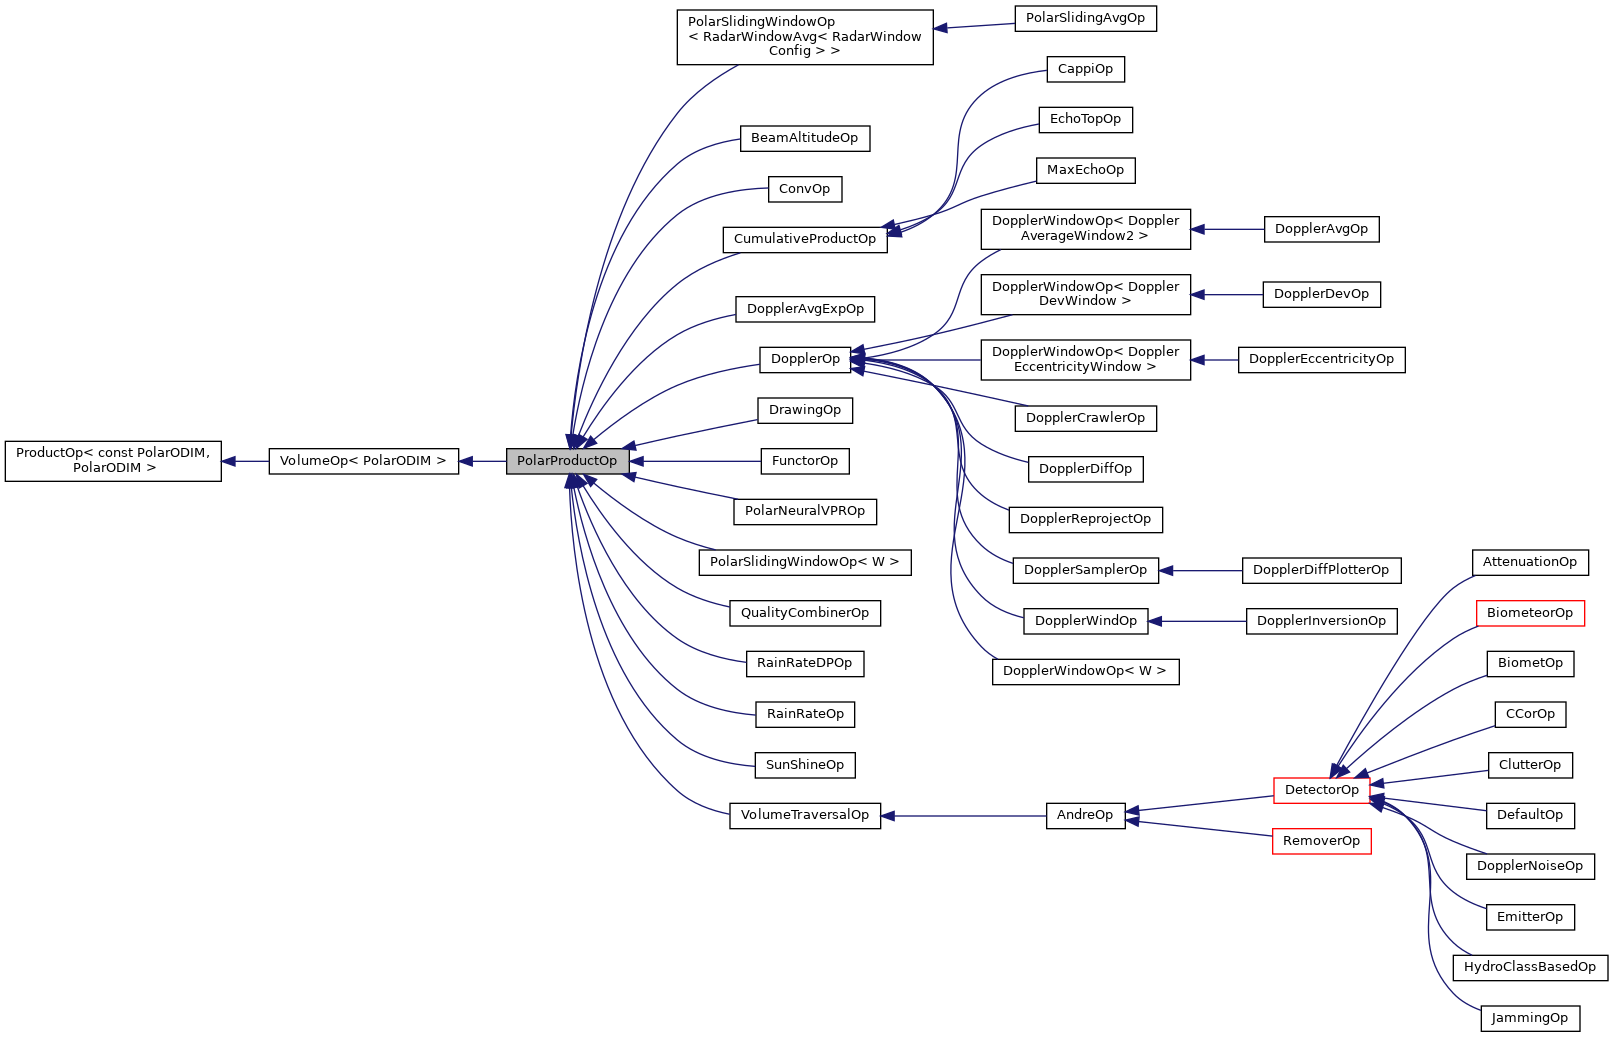 PolarSlidingWindowOp
< RadarWindowAvg< RadarWindow
Config > >
PolarSlidingAvgOp
CappiOp
EchoTopOp
BeamAltitudeOp
MaxEchoOp
ConvOp
CumulativeProductOp
DopplerWindowOp< Doppler
AverageWindow2 >
DopplerAvgOp
DopplerAvgExpOp
DopplerWindowOp< Doppler
DevWindow >
DopplerDevOp
DopplerOp
DopplerWindowOp< Doppler
EccentricityWindow >
DopplerEccentricityOp
DrawingOp
DopplerCrawlerOp
ProductOp< const PolarODIM,
PolarODIM >
VolumeOp< PolarODIM >
PolarProductOp
FunctorOp
DopplerDiffOp
PolarNeuralVPROp
DopplerReprojectOp
PolarSlidingWindowOp< W >
DopplerSamplerOp
DopplerDiffPlotterOp
AttenuationOp
QualityCombinerOp
DopplerWindOp
DopplerInversionOp
BiometeorOp
RainRateDPOp
DopplerWindowOp< W >
BiometOp
RainRateOp
CCorOp
SunShineOp
ClutterOp
DetectorOp
VolumeTraversalOp
AndreOp
DefaultOp
RemoverOp
DopplerNoiseOp
EmitterOp
HydroClassBasedOp
JammingOp